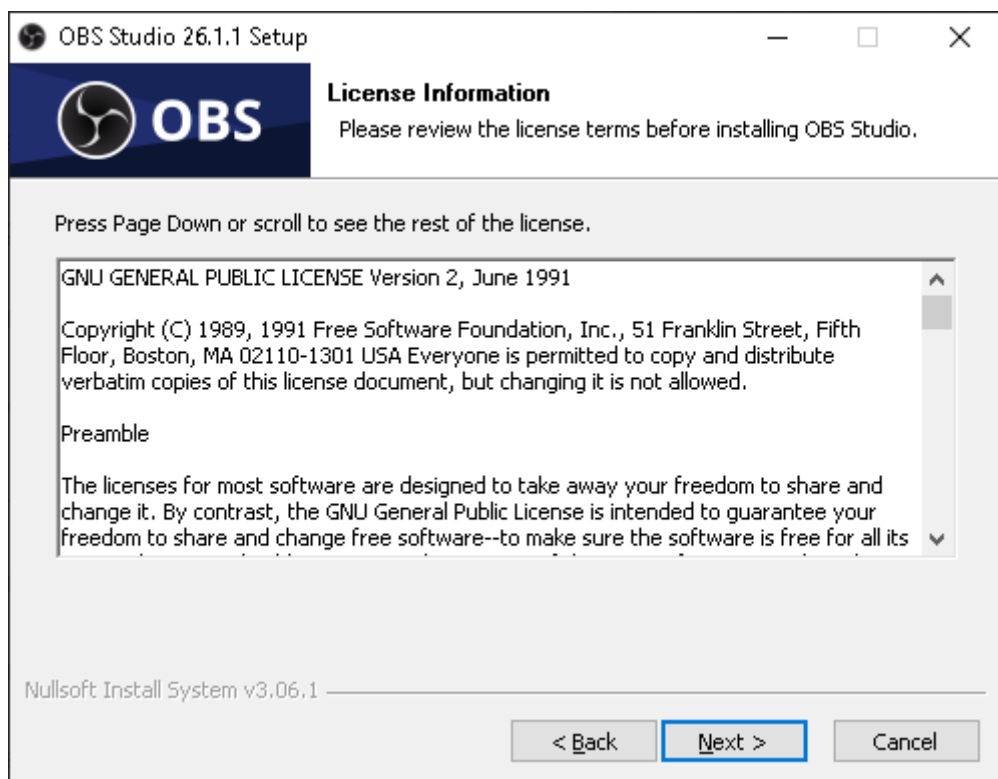 OBS Studio 26.1.1 Setup
OBS
License Information
Please review the license terms before installing OBS Studio.
Press Page Down or scroll to see the rest of the license.
GNU GENERAL PUBLIC LICENSE Version 2, June 1991
Copyright (C) 1989, 1991 Free Software Foundation, Inc., 51 Franklin Street, Fifth
Floor, Boston, MA 02110-1301 USA Everyone is permitted to copy and distribute
verbatim copies of this license document, but changing it is not allowed.
Preamble
The licenses for most software are designed to take away your freedom to share and
change it. By contrast, the GNU General Public License is intended to guarantee your
freedom to share and change free software--to make sure the software is free for all its
Nullsoft Install System v3.06.1
< Back
Next >
Cancel